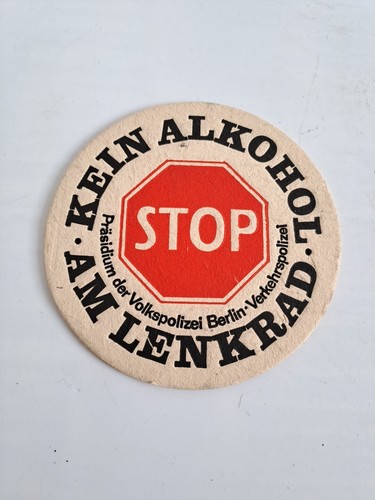 KEIN ALKOHOL
STOP
Präsidium der Volkspolizei Berlin · Verkehrspolizei
· AM LENKRAD ·